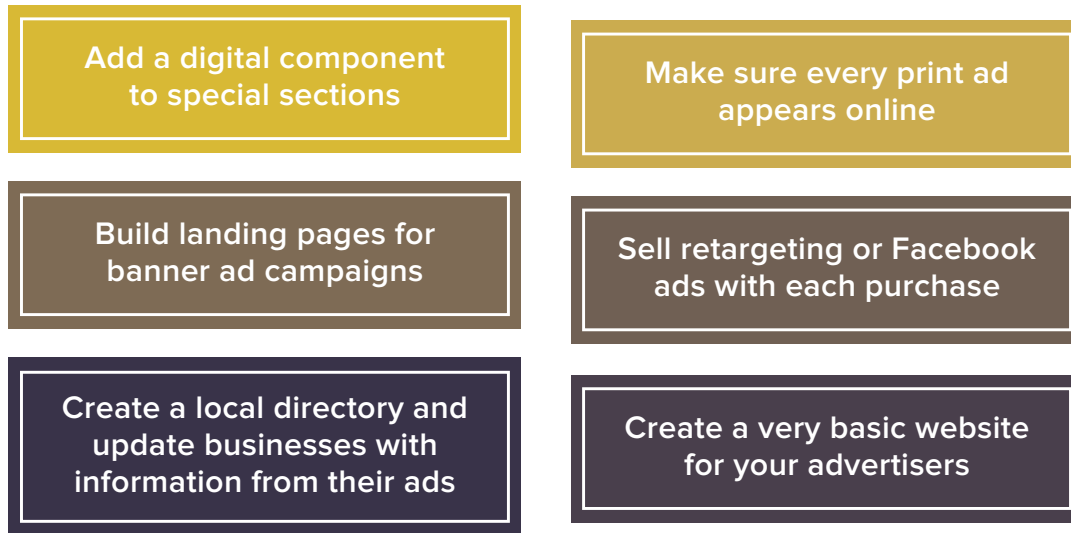 Add a digital component
to special sections
Make sure every print ad
appears online
Build landing pages for
banner ad campaigns
Sell retargeting or Facebook
ads with each purchase
Create a local directory and
update businesses with
information from their ads
Create a very basic website
for your advertisers